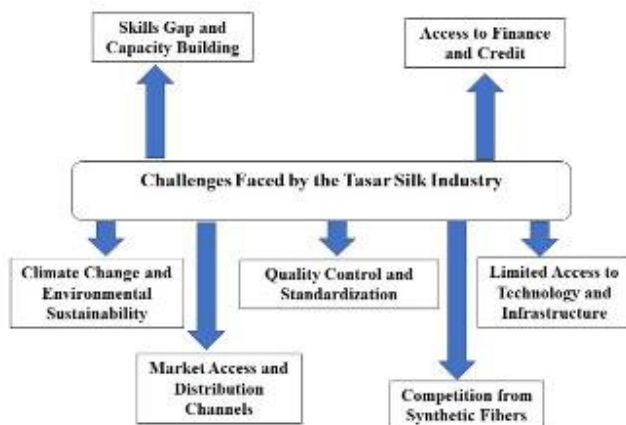 Skills Gap and
Capacity Building
Access to Finance
and Credit
Challenges Faced by the Tasar Silk Industry
Climate Change and
Environmental
Sustainability
Quality Control and
Standardization
Limited Access to
Technology and
Infrastructure
Market Access and
Distribution
Channels
Competition from
Synthetic Fibers